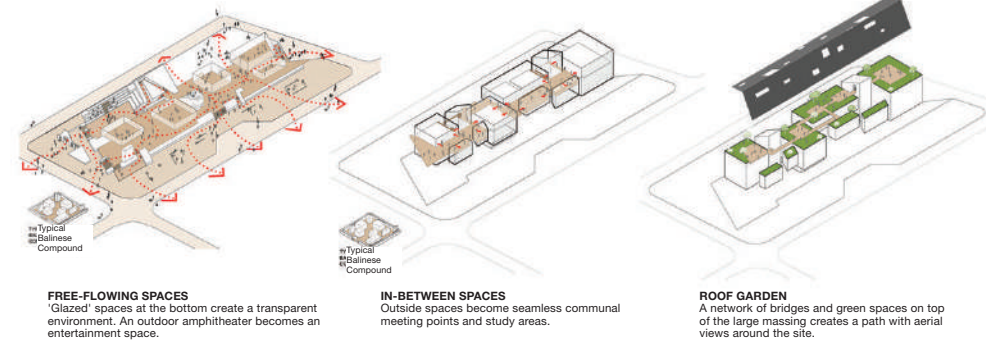 Typical
Balinese
Compound
Typical
Balinese
Compound
FREE-FLOWING SPACES
'Glazed' spaces at the bottom create a transparent
environment. An outdoor amphitheater becomes an
entertainment space.
IN-BETWEEN SPACES
Outside spaces become seamless communal
meeting points and study areas.
ROOF GARDEN
A network of bridges and green spaces on top
of the large massing creates a path with aerial
views around the site.